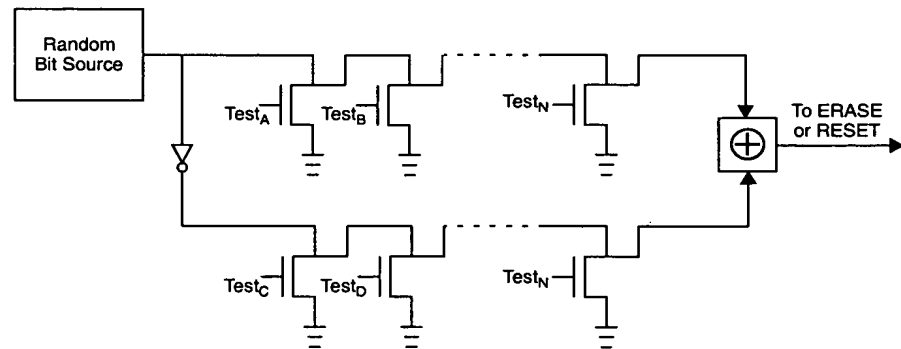 Random
Bit Source
Test_A
Test_B
Test_N
To ERASE
or RESET
Test_C
Test_D
Test_N